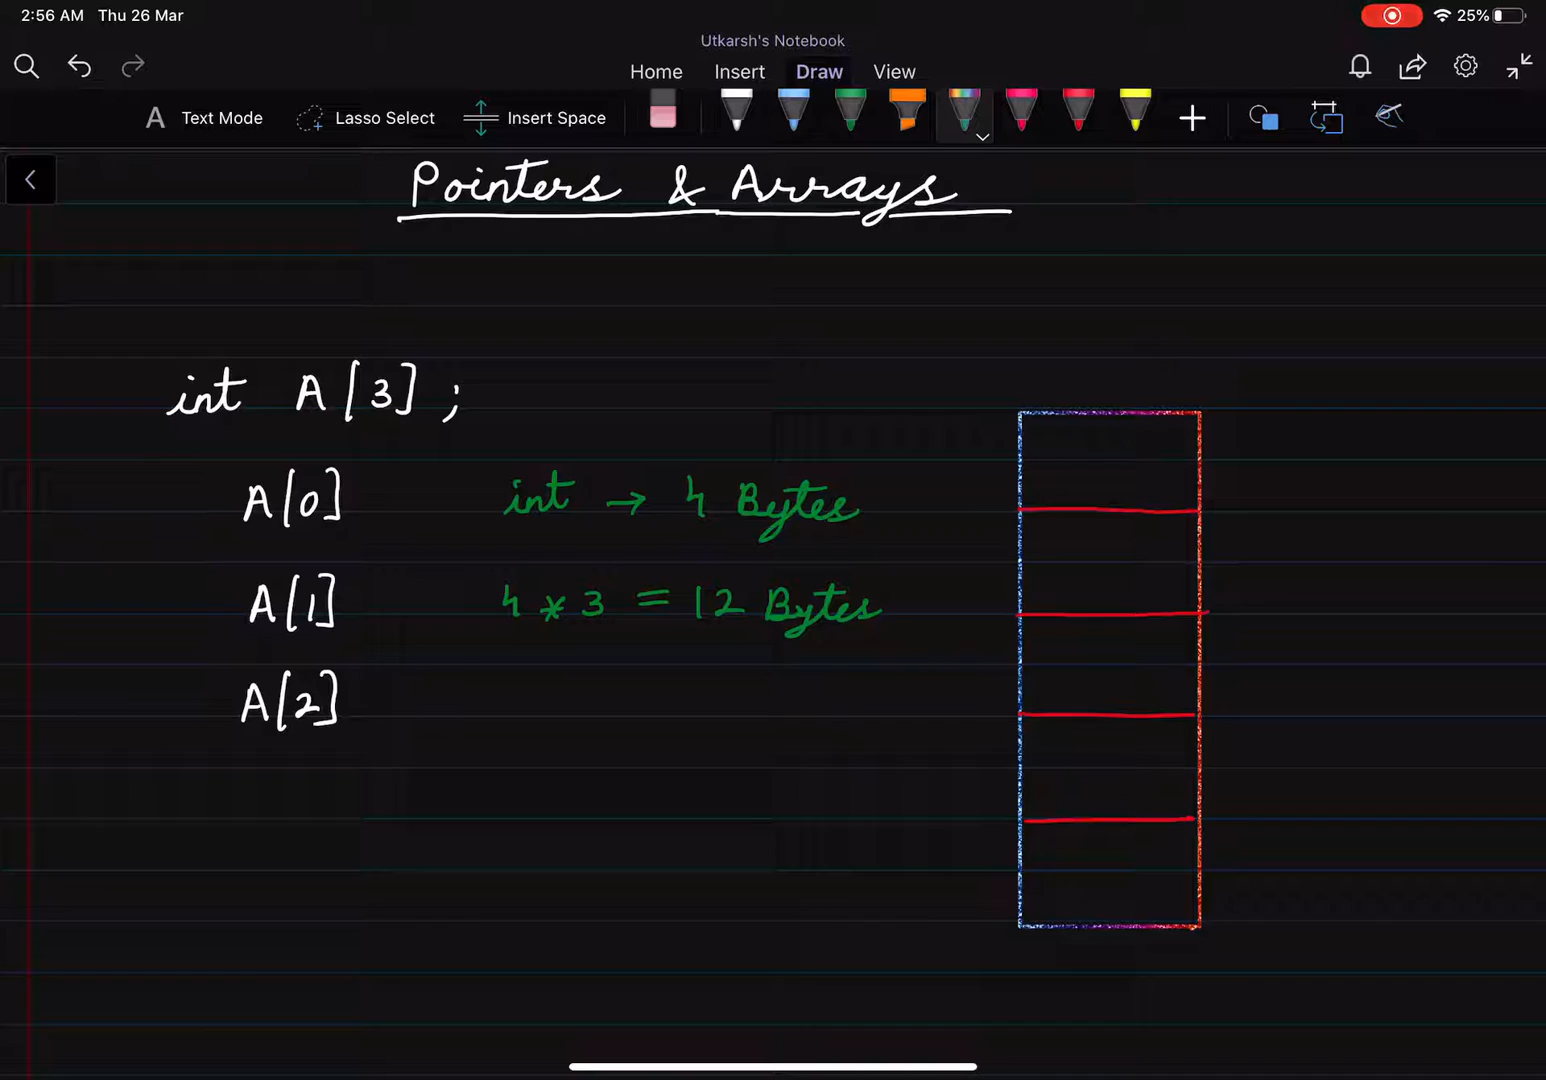 2:56 AM Thu 26 Mar
25%
Utkarsh's Notebook
Home Insert Draw View
A Text Mode Lasso Select Insert Space
Pointers & Arrays
int A[3];
A[0] int → 4 Bytes
A[1] 4 * 3 = 12 Bytes
A[2]